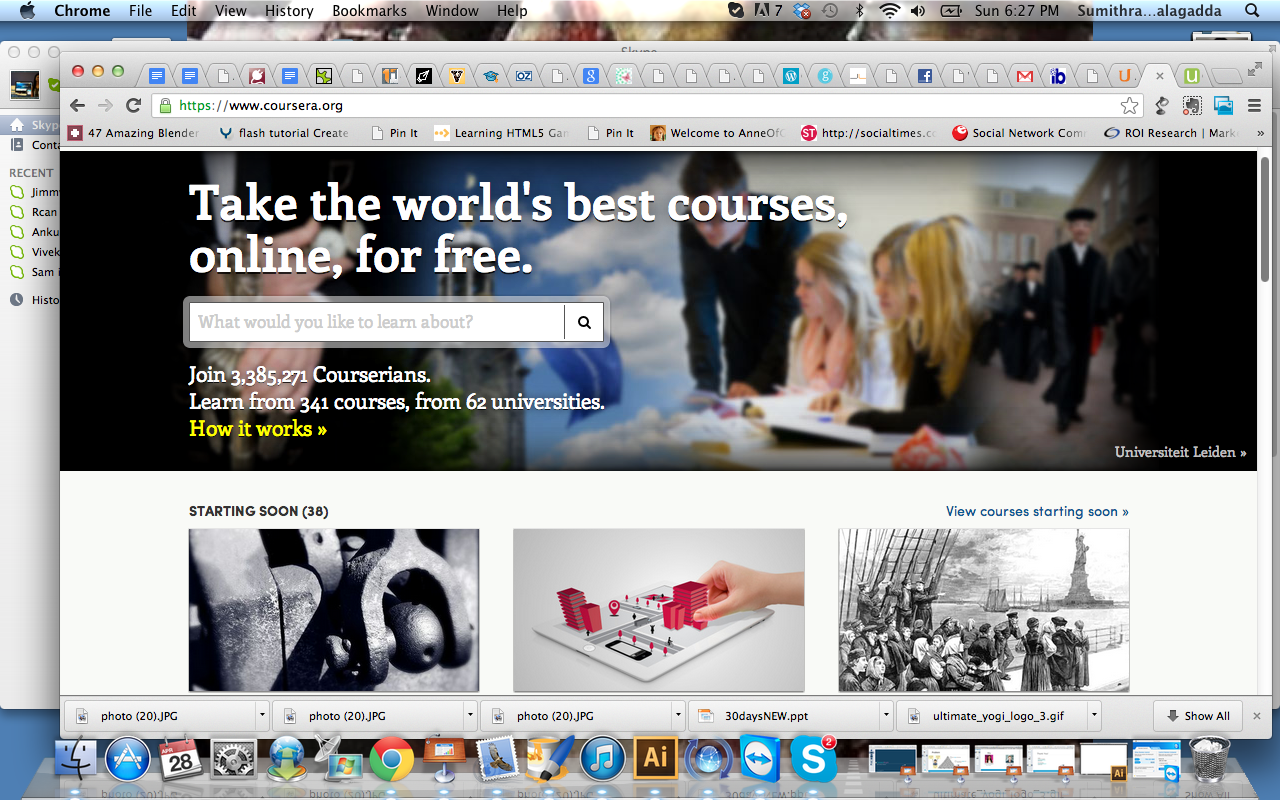 Chrome File Edit View History Bookmarks Window Help
7 Sun 6:27 PM Sumithra...alagadda
Skype
https://www.coursera.org
47 Amazing Blender
flash tutorial Create
Pin It
Learning HTML5
Pin It
Welcome to
http://socialtimes.c
Social Network
ROI Research |
»
Take the world's best courses,
online, for free.
What would you like to learn about?
Join 3,385,271 Courserians.
Learn from 341 courses, from 62 universities.
How it works »
Universiteit Leiden »
STARTING SOON (38)
View courses starting soon »
Skyp
Conta
RECENT
Jimm
Rcan
Anku
Vivek
Sam
Histo
photo (20).JPG
photo (20).JPG
photo (20).JPG
30daysNEW.ppt
ultimate_yogi_logo_3.gif
Show All
APR
28
Ai
2